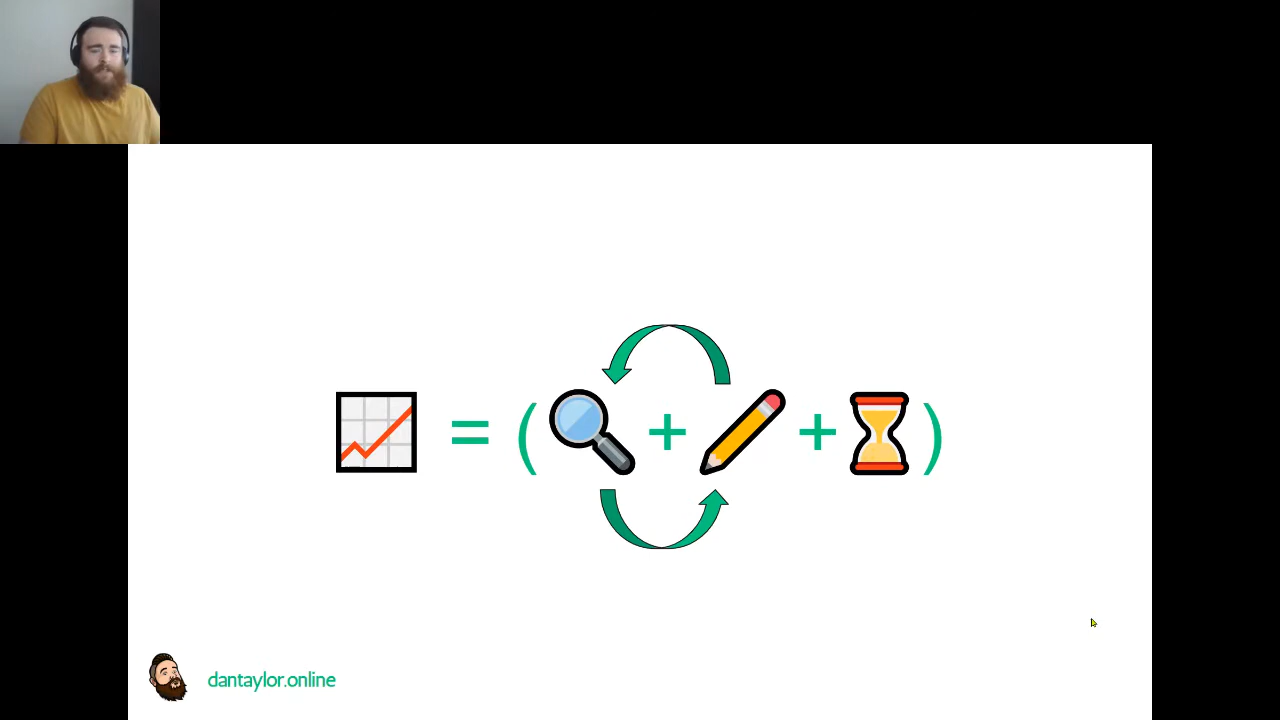 = ( + + )
dantaylor.online